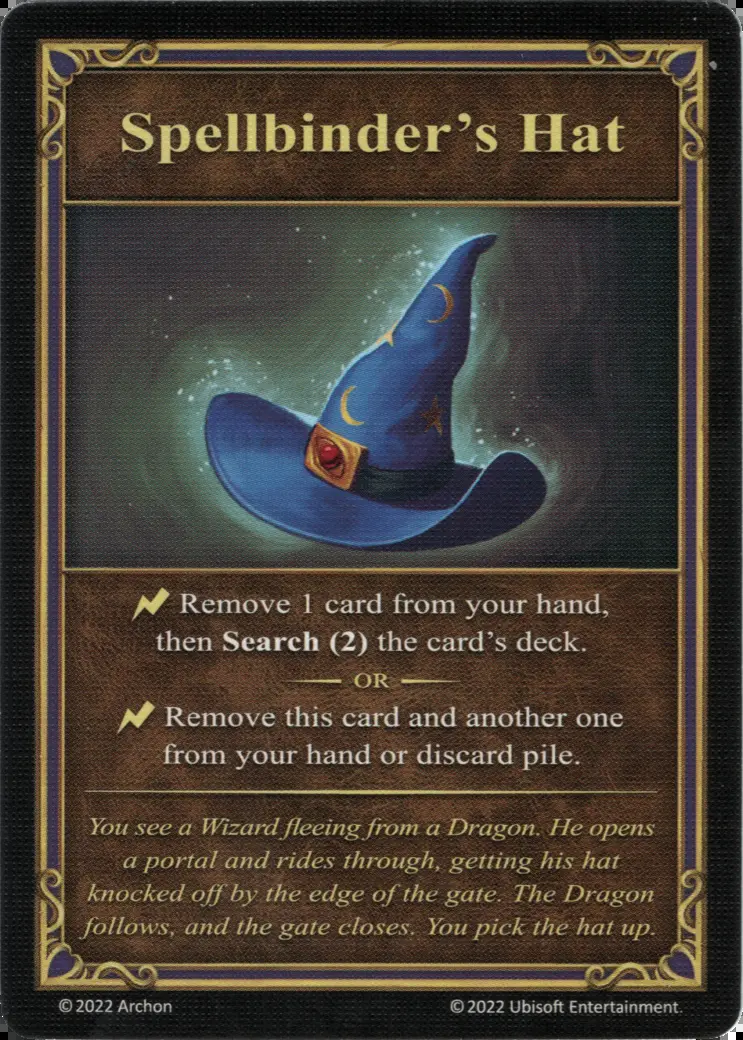 Spellbinder's Hat
Remove 1 card from your hand,
then Search (2) the card's deck.
OR
Remove this card and another one
from your hand or discard pile.
You see a Wizard fleeing from a Dragon. He opens
a portal and rides through, getting his hat
knocked off by the edge of the gate. The Dragon
follows, and the gate closes. You pick the hat up.
© 2022 Archon
© 2022 Ubisoft Entertainment.